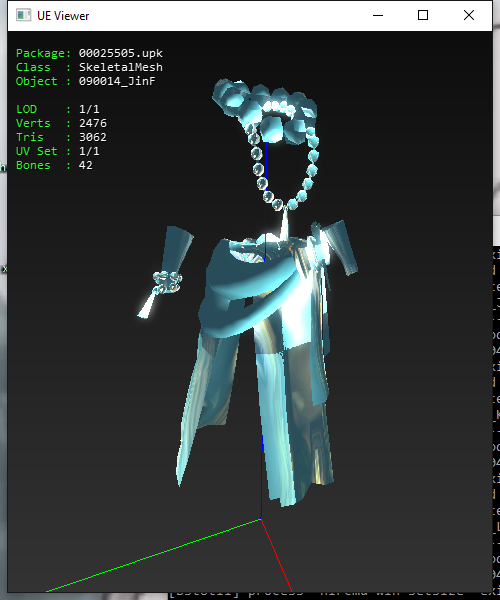 UE Viewer
Package: 00025505.upk
Class  : SkeletalMesh
Object : 090014_JinF
LOD    : 1/1
Verts  : 2476
Tris   : 3062
UV Set : 1/1
Bones  : 42